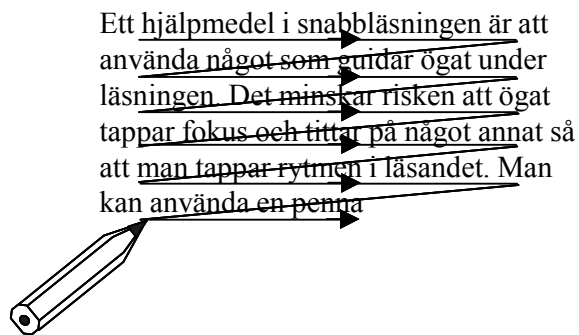 Ett hjälpmedel i snabbläsningen är att
använda något som guidar ögat under
läsningen. Det minskar risken att ögat
tappar fokus och tittar på något annat så
att man tappar rytmen i läsandet. Man
kan använda en penna